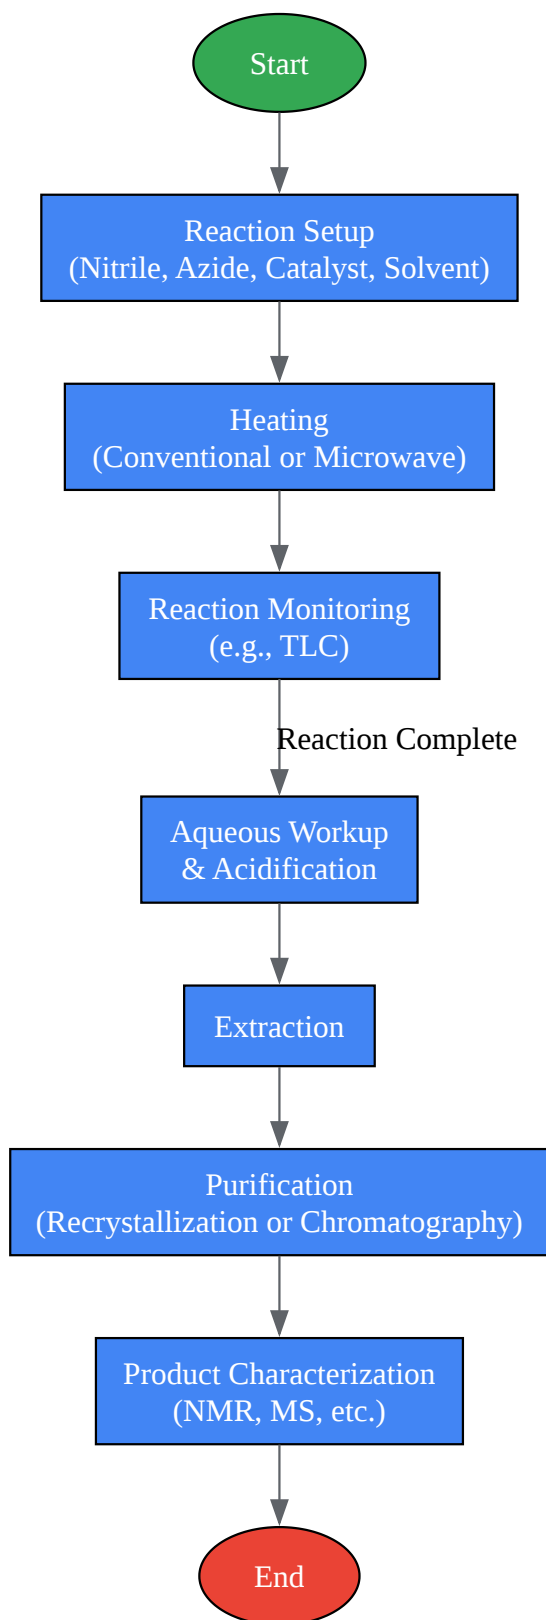 Start
Reaction Setup
(Nitrile, Azide, Catalyst, Solvent)
Heating
(Conventional or Microwave)
Reaction Monitoring
(e.g., TLC)
Reaction Complete
Aqueous Workup
& Acidification
Extraction
Purification
(Recrystallization or Chromatography)
Product Characterization
(NMR, MS, etc.)
End